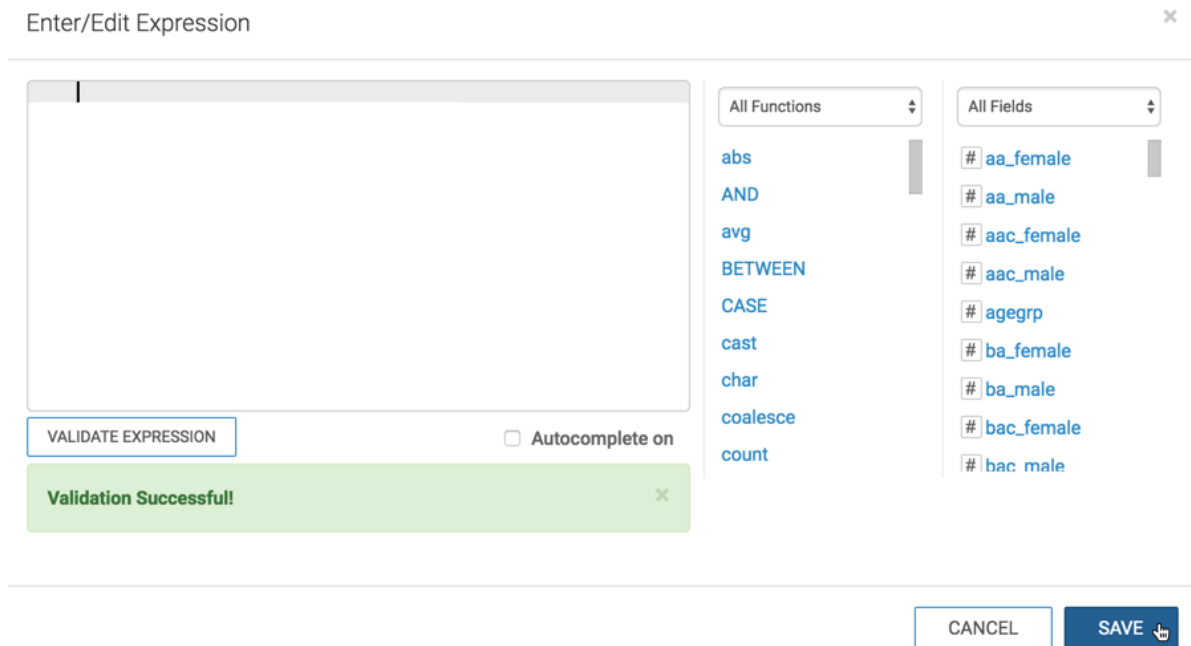 Enter/Edit Expression
×
All Functions
abs
AND
avg
BETWEEN
CASE
cast
char
coalesce
count
All Fields
# aa_female
# aa_male
# aac_female
# aac_male
# agegrp
# ba_female
# ba_male
# bac_female
# bac_male
VALIDATE EXPRESSION
Autocomplete on
Validation Successful!
×
CANCEL
SAVE